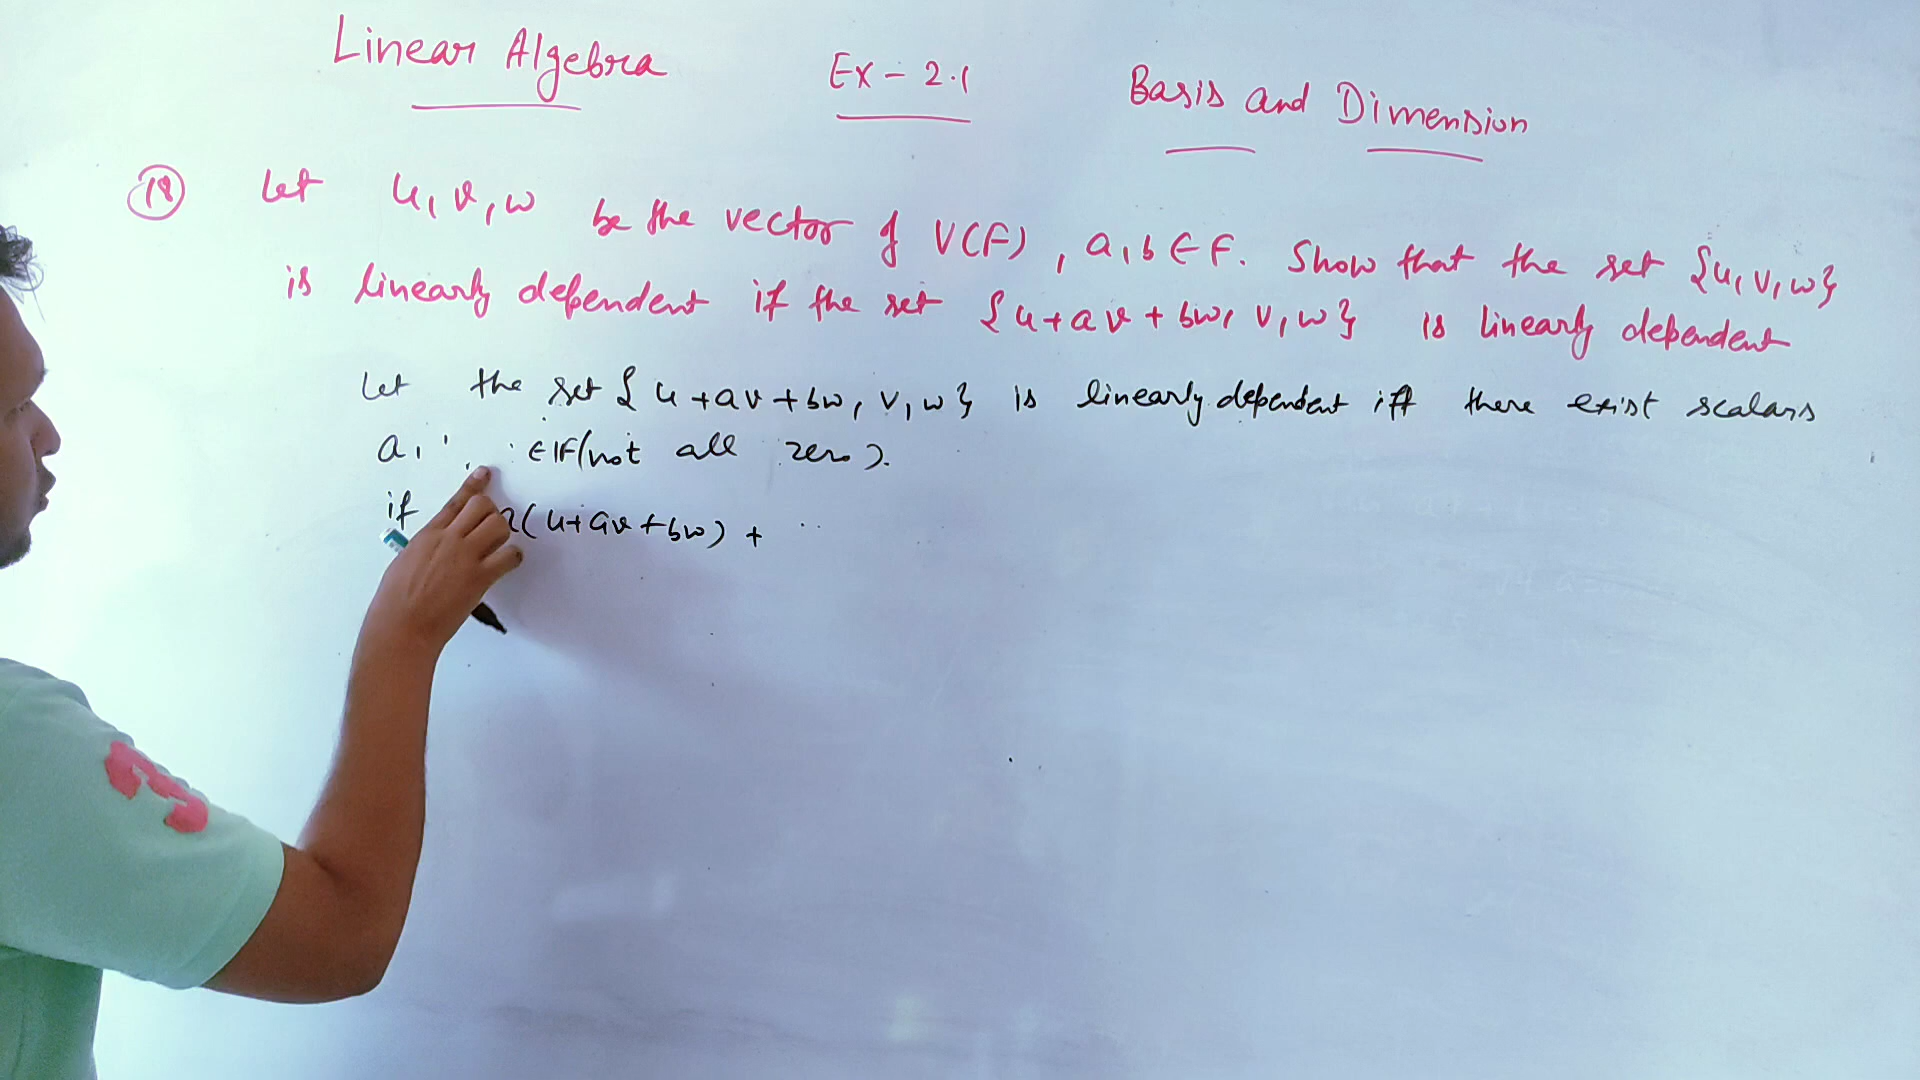 Linear Algebra Ex - 2.1 Basis and Dimension
18 Let u, v, w be the vector of V(F), a, b ∈ F. Show that the set {u, v, w}
is linearly dependent if the set {u + av + bw, v, w} is linearly dependent
Let the set {u + av + bw, v, w} is linearly dependent iff there exist scalars
a, ∈ IF (not all zero).
if (u + av + bw) +